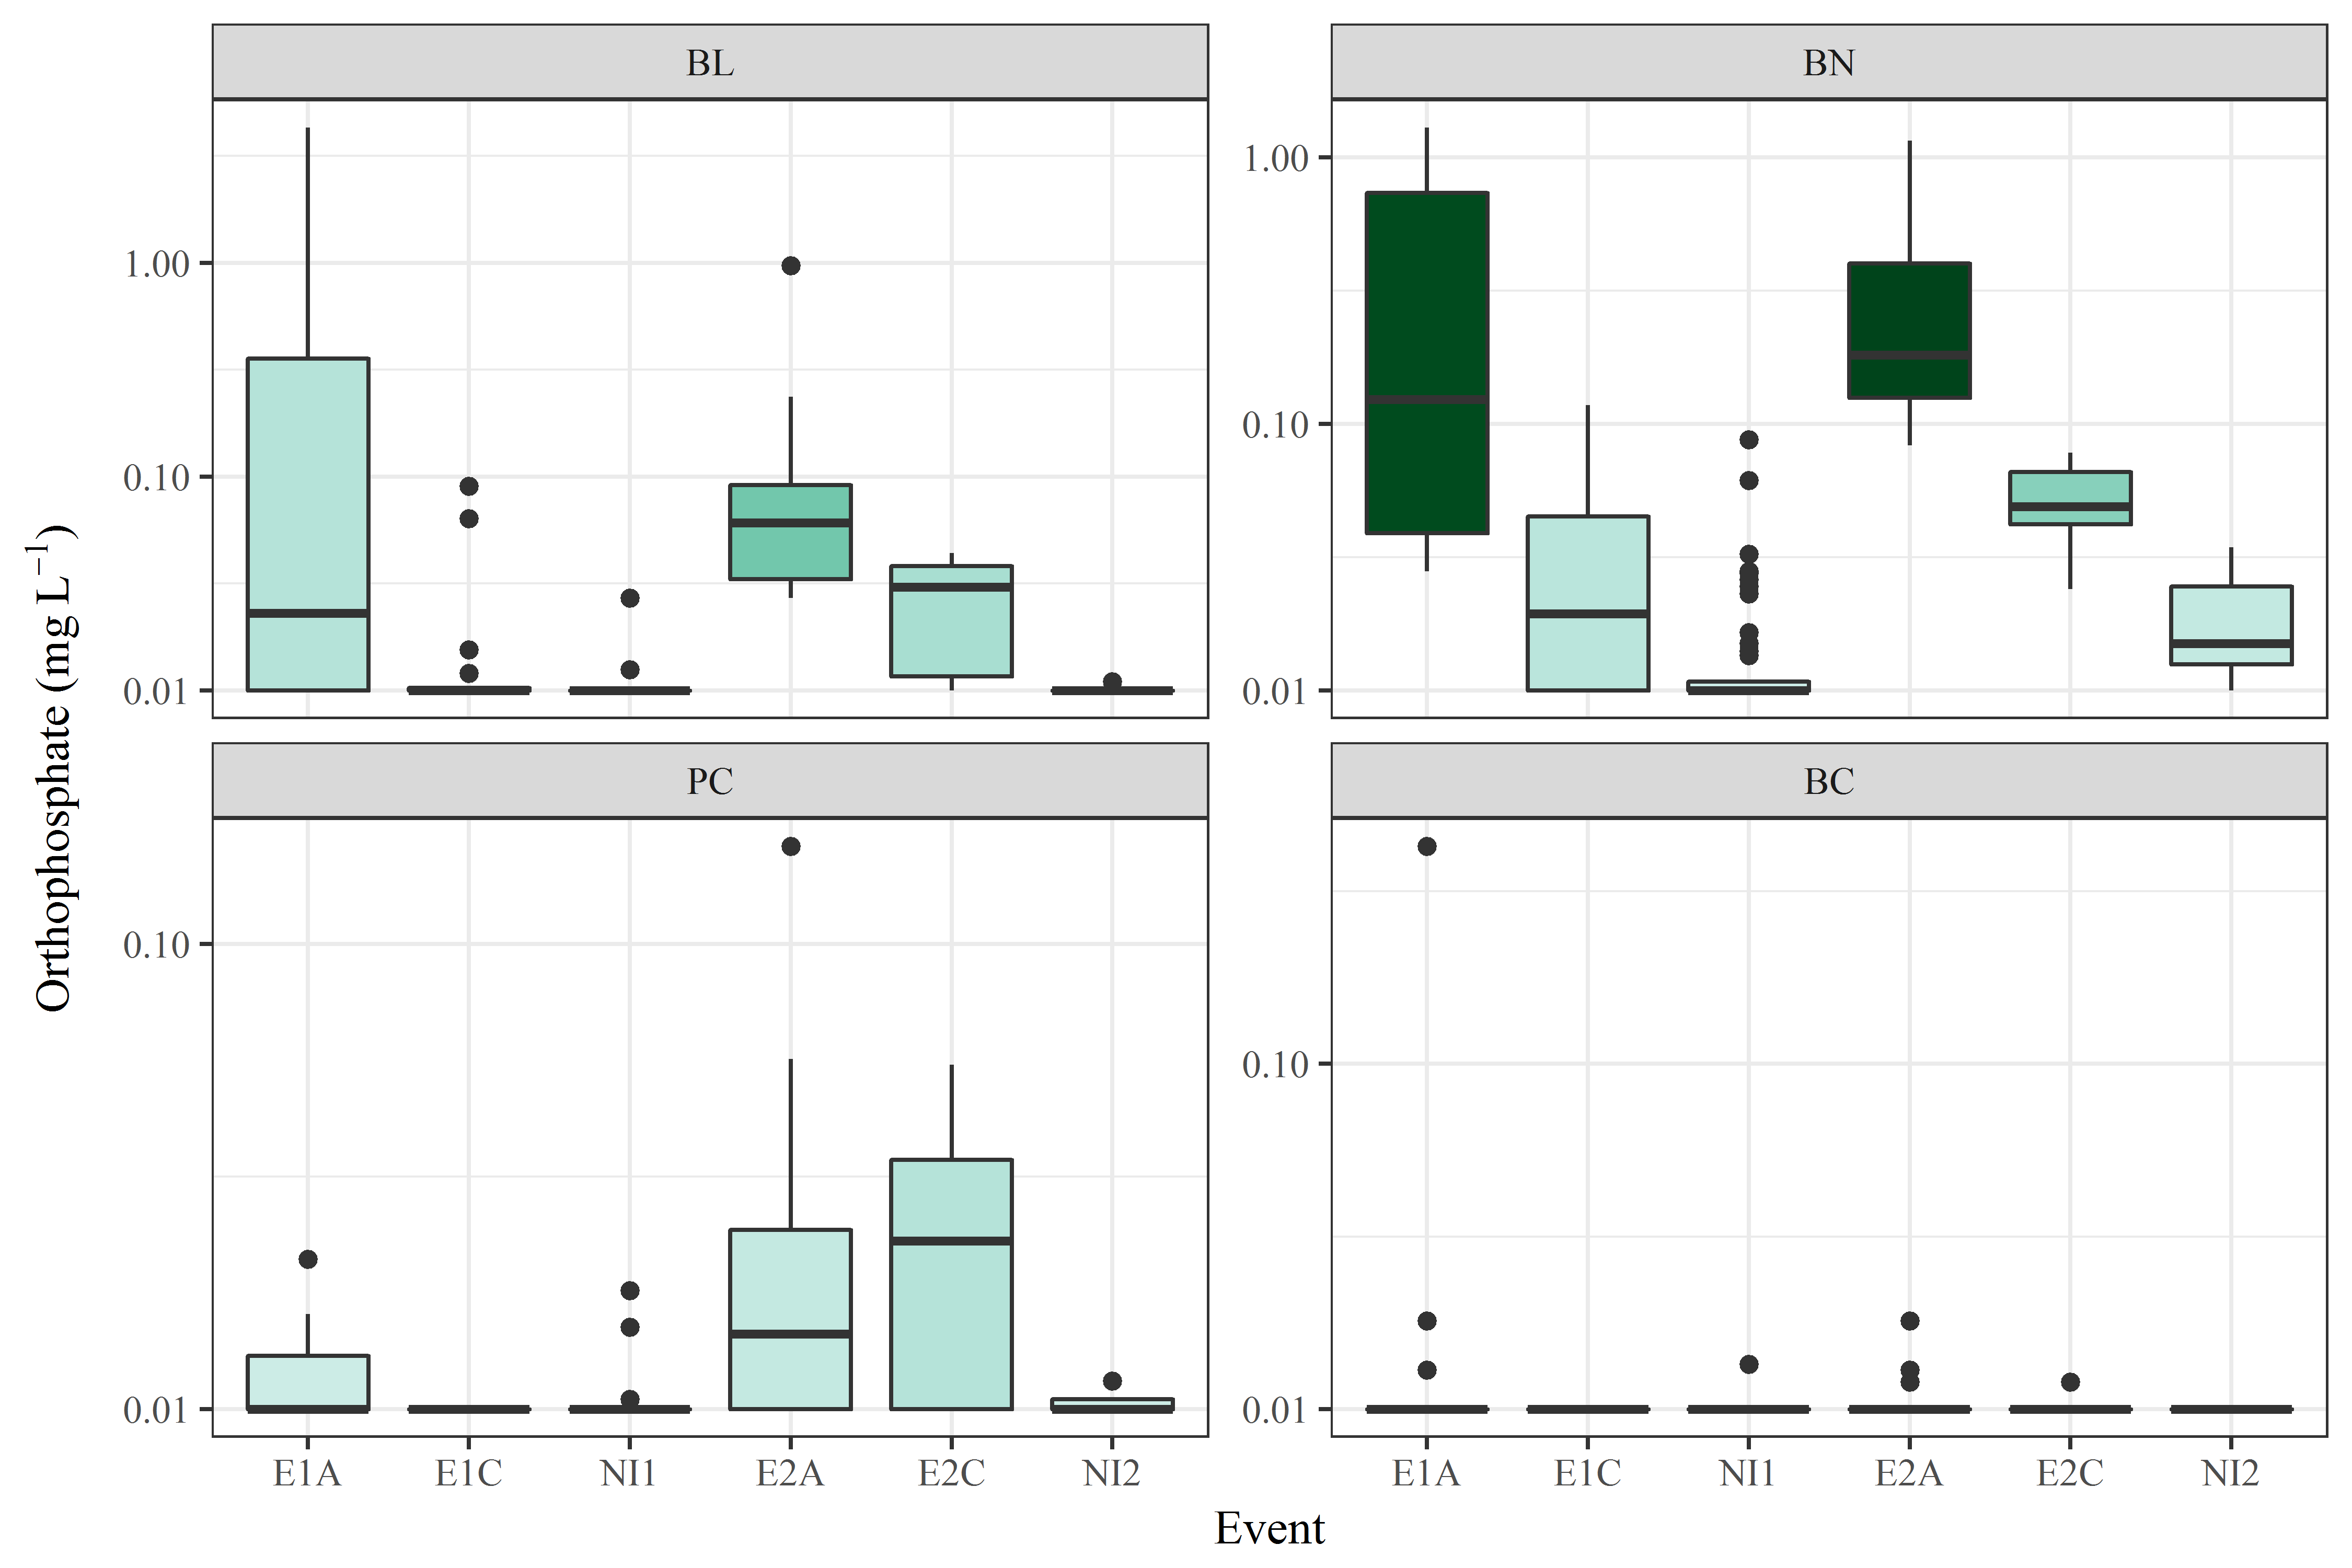 BL
BN
1.00
0.10
0.01
1.00
0.10
0.01
PC
BC
0.10
0.01
0.10
0.01
E1A E1C NI1 E2A E2C NI2
E1A E1C NI1 E2A E2C NI2
Orthophosphate (mg L⁻¹)
Event